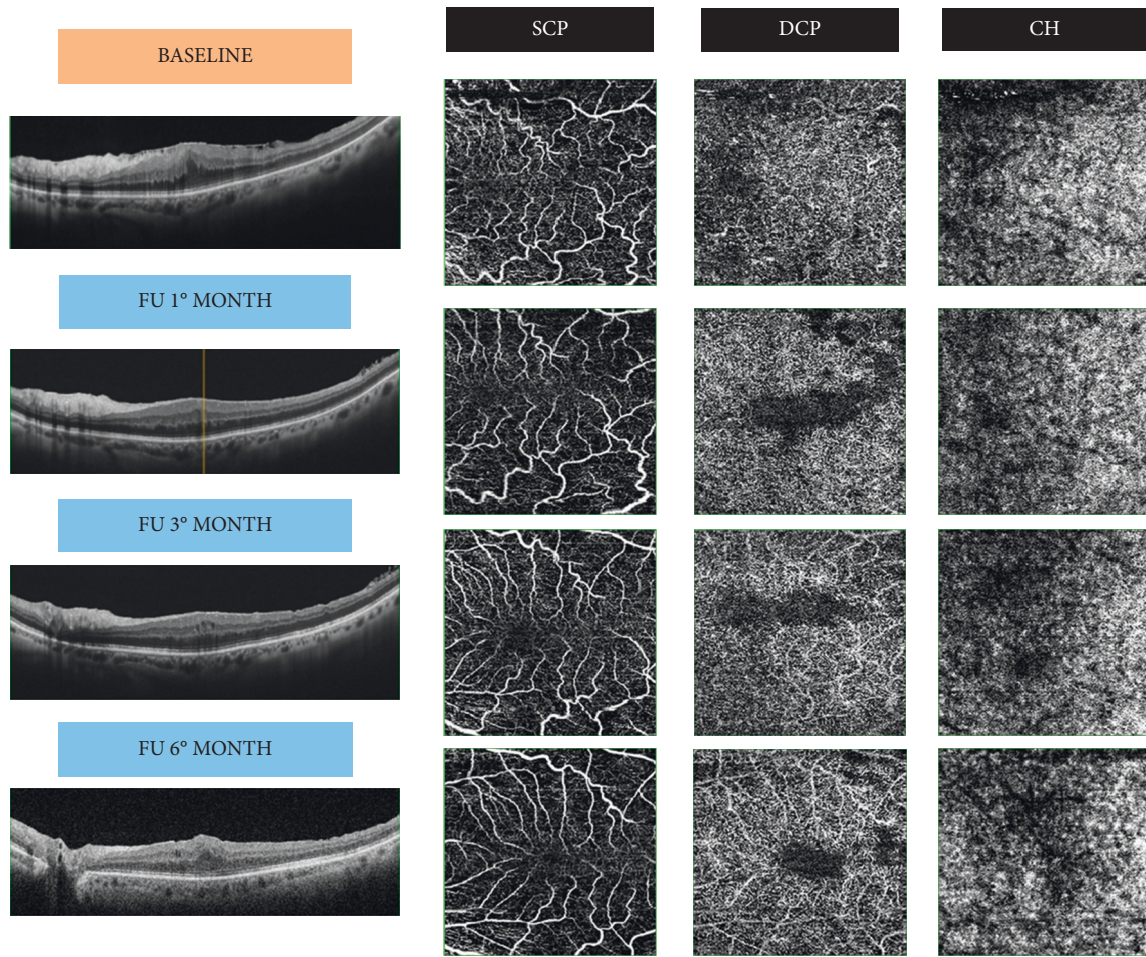 SCP
DCP
CH
BASELINE
FU 1° MONTH
FU 3° MONTH
FU 6° MONTH